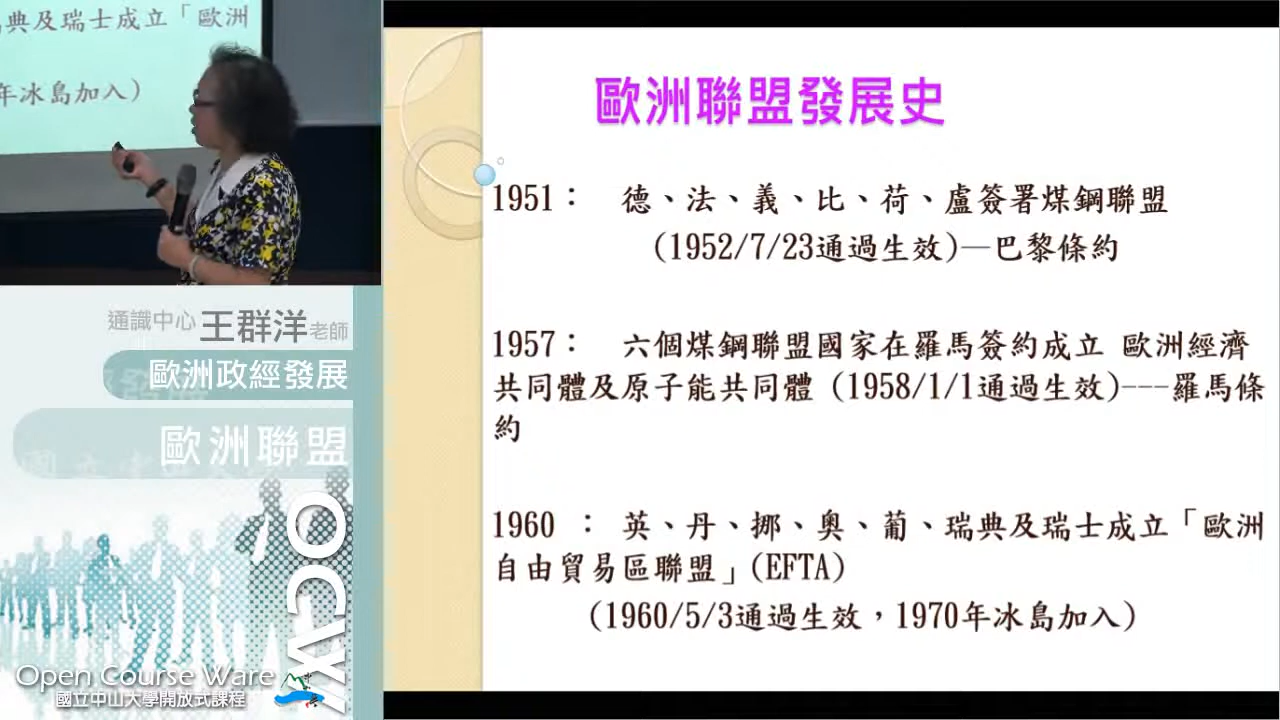 典及瑞士成立「歐洲
年冰島加入)
通識中心 王群洋 老師
歐洲政經發展
歐洲聯盟
OCW
Open Course Ware
國立中山大學開放式課程
歐洲聯盟發展史
1951： 德、法、義、比、荷、盧簽署煤鋼聯盟
(1952/7/23通過生效)—巴黎條約
1957： 六個煤鋼聯盟國家在羅馬簽約成立 歐洲經濟
共同體及原子能共同體 (1958/1/1通過生效)---羅馬條
約
1960 ： 英、丹、挪、奧、葡、瑞典及瑞士成立「歐洲
自由貿易區聯盟」(EFTA)
(1960/5/3通過生效，1970年冰島加入)